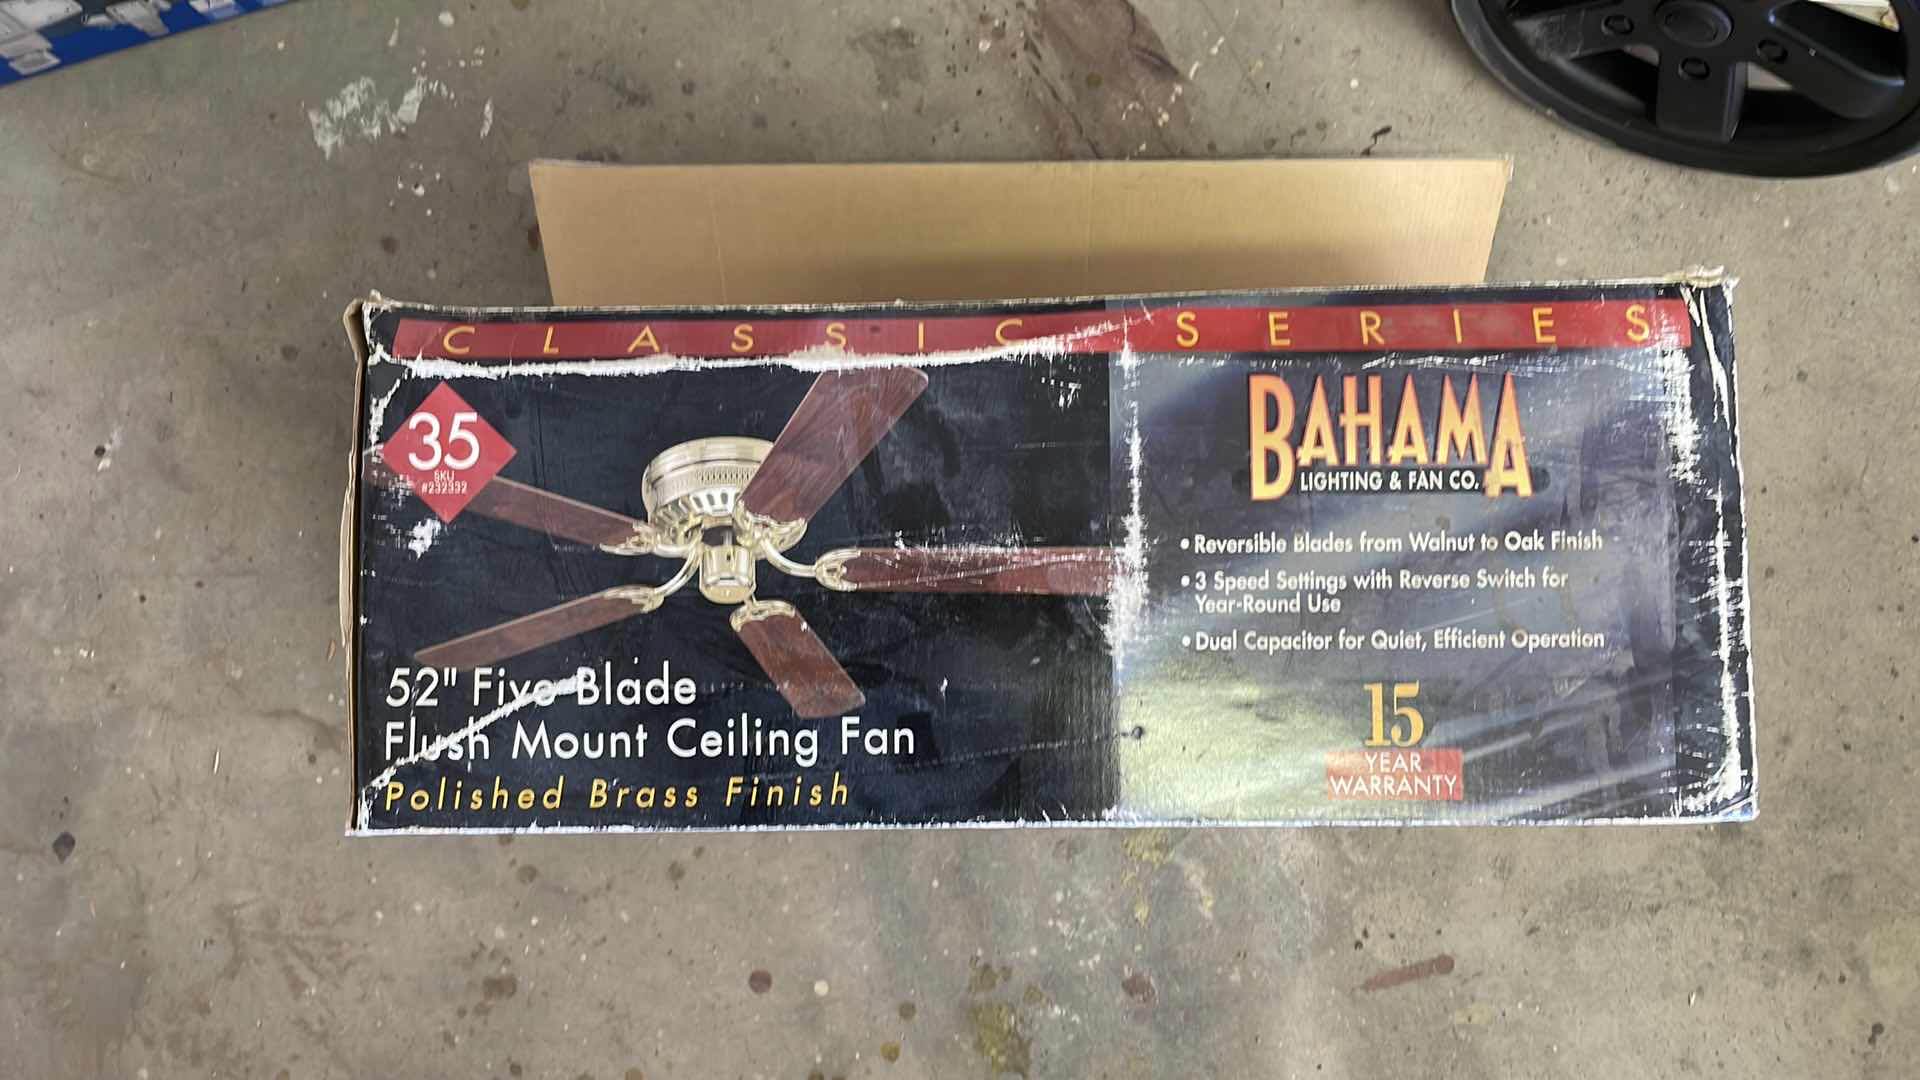 CLASSIC SERIES
35
SKU
#232332
BAHAMA
LIGHTING & FAN CO.
• Reversible Blades from Walnut to Oak Finish
• 3 Speed Settings with Reverse Switch for
Year-Round Use
• Dual Capacitor for Quiet, Efficient Operation
15
YEAR
WARRANTY
52" Five Blade
Flush Mount Ceiling Fan
Polished Brass Finish